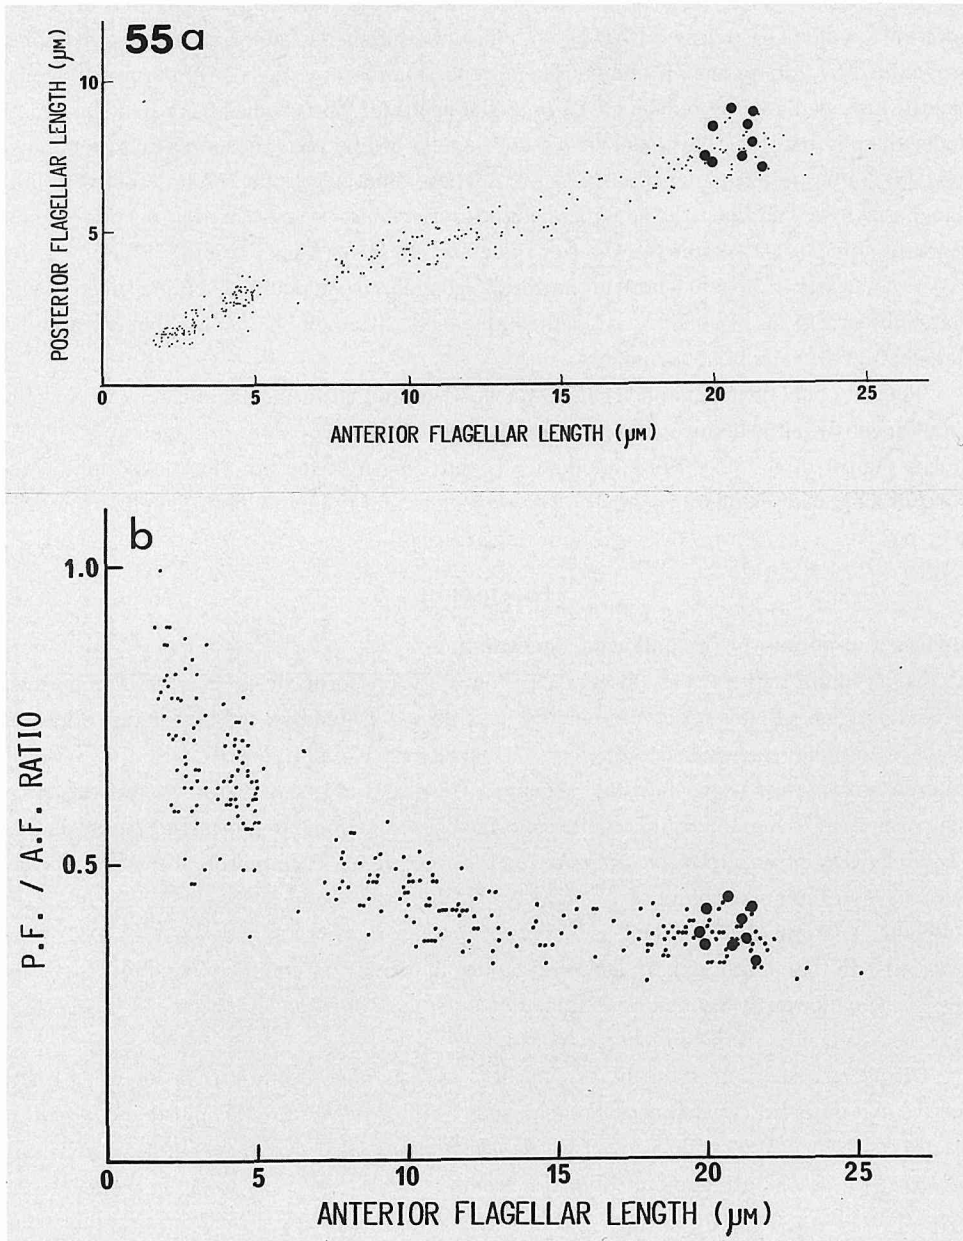 55a
POSTERIOR FLAGELLAR LENGTH (μM)
10
5
0 5 10 15 20 25
ANTERIOR FLAGELLAR LENGTH (μM)
b
P.F. / A.F. RATIO
1.0
0.5
0 5 10 15 20 25
ANTERIOR FLAGELLAR LENGTH (μM)